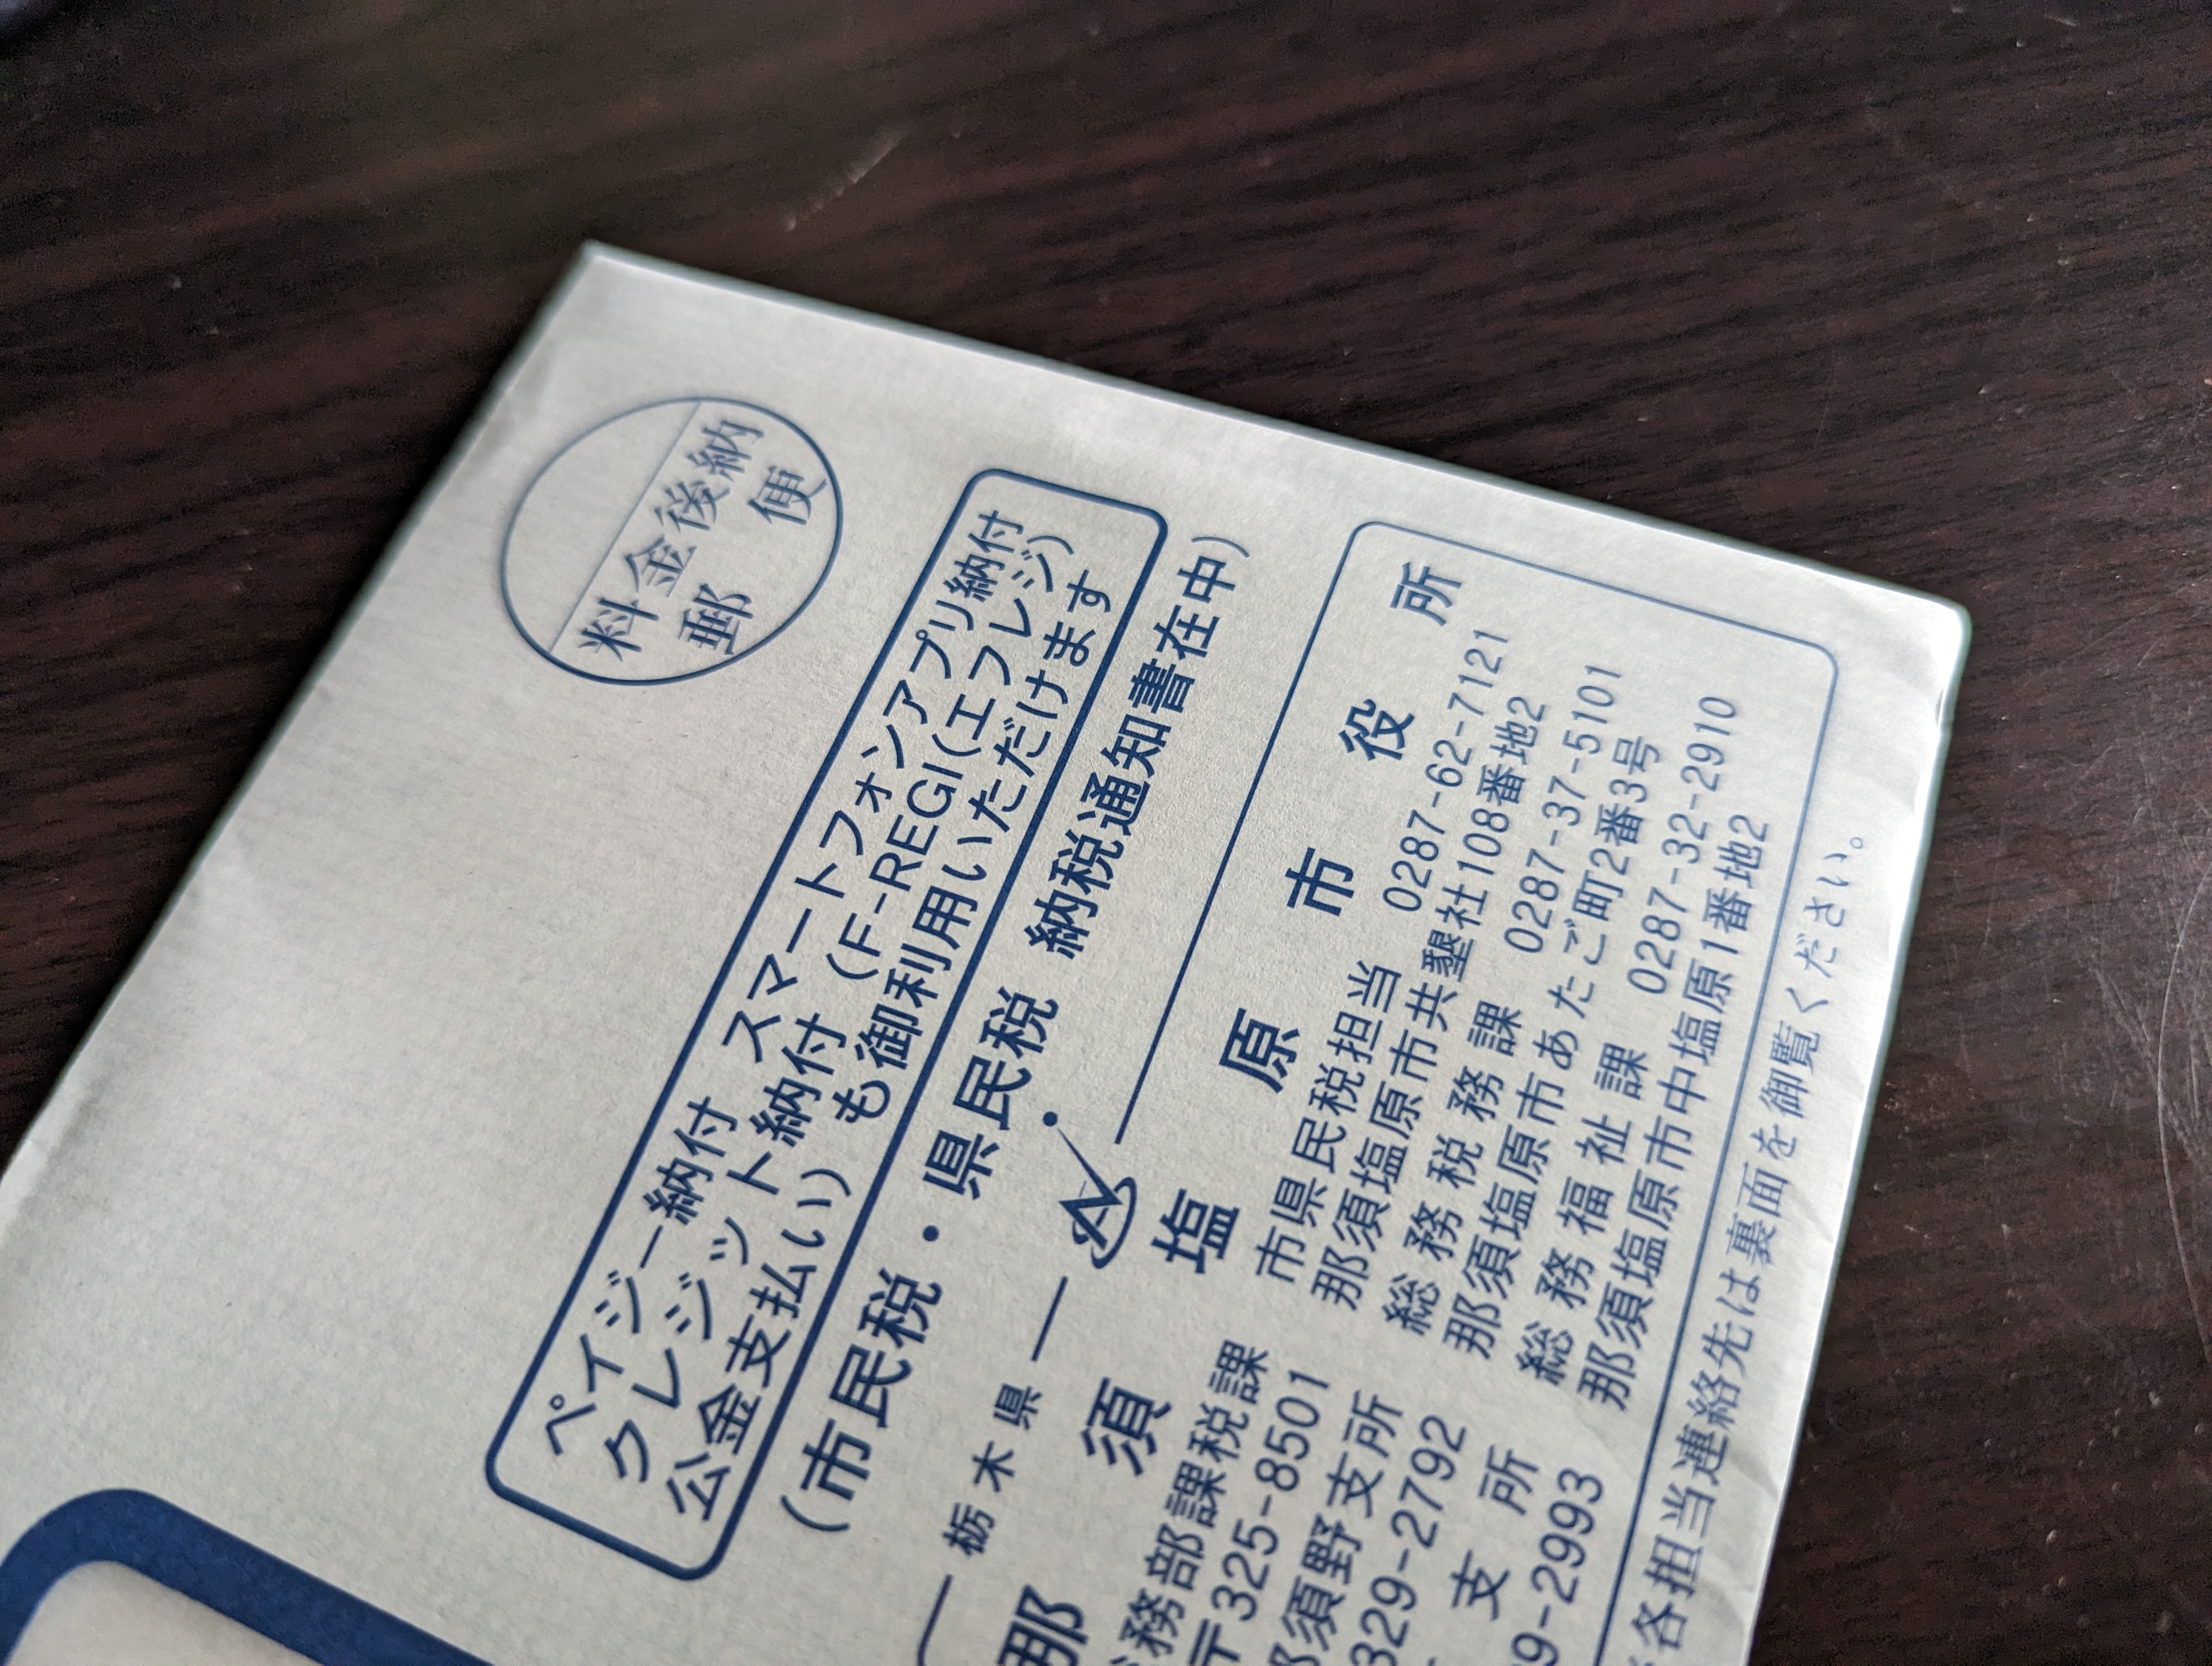 料金後納
郵便
ペイジー納付　スマートフォンアプリ納付
クレジット納付　(F-REGI(エフレジ)
公金支払い)　も御利用いただけます
(市民税・県民税　納税通知書在中)
栃木県
那須塩原市役所
務部課税課　市県民税担当　0287-62-7121
325-8501　那須塩原市共墾社108番地2
須野支所　総務税務課　0287-37-5101
329-2792　那須塩原市あたご町2番3号
支所　総務福祉課　0287-32-2910
9-2993　那須塩原市中塩原1番地2
各担当連絡先は裏面を御覧ください。